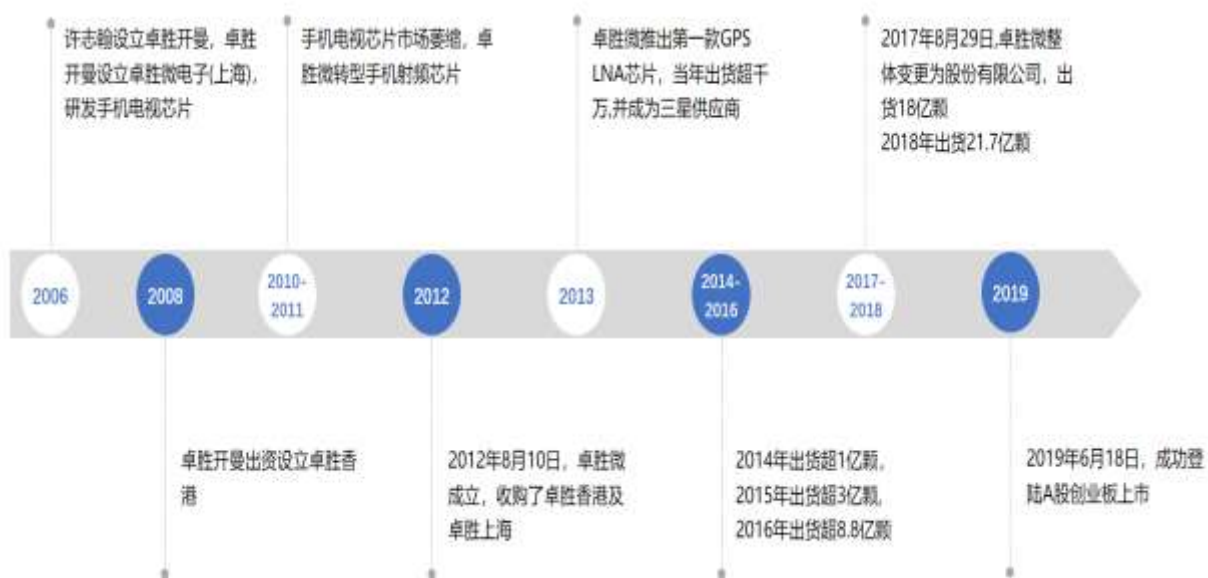 许志翰设立卓胜开曼，卓胜
开曼设立卓胜微电子(上海)，
研发手机电视芯片
手机电视芯片市场萎缩，卓
胜微转型手机射频芯片
卓胜微推出第一款GPS
LNA芯片，当年出货超千
万,并成为三星供应商
2017年8月29日,卓胜微整
体变更为股份有限公司，出
货18亿颗
2018年出货21.7亿颗
2006
2008
2010-
2011
2012
2013
2014-
2016
2017-
2018
2019
卓胜开曼出资设立卓胜香
港
2012年8月10日，卓胜微
成立，收购了卓胜香港及
卓胜上海
2014年出货超1亿颗，
2015年出货超3亿颗，
2016年出货超8.8亿颗
2019年6月18日，成功登
陆A股创业板上市